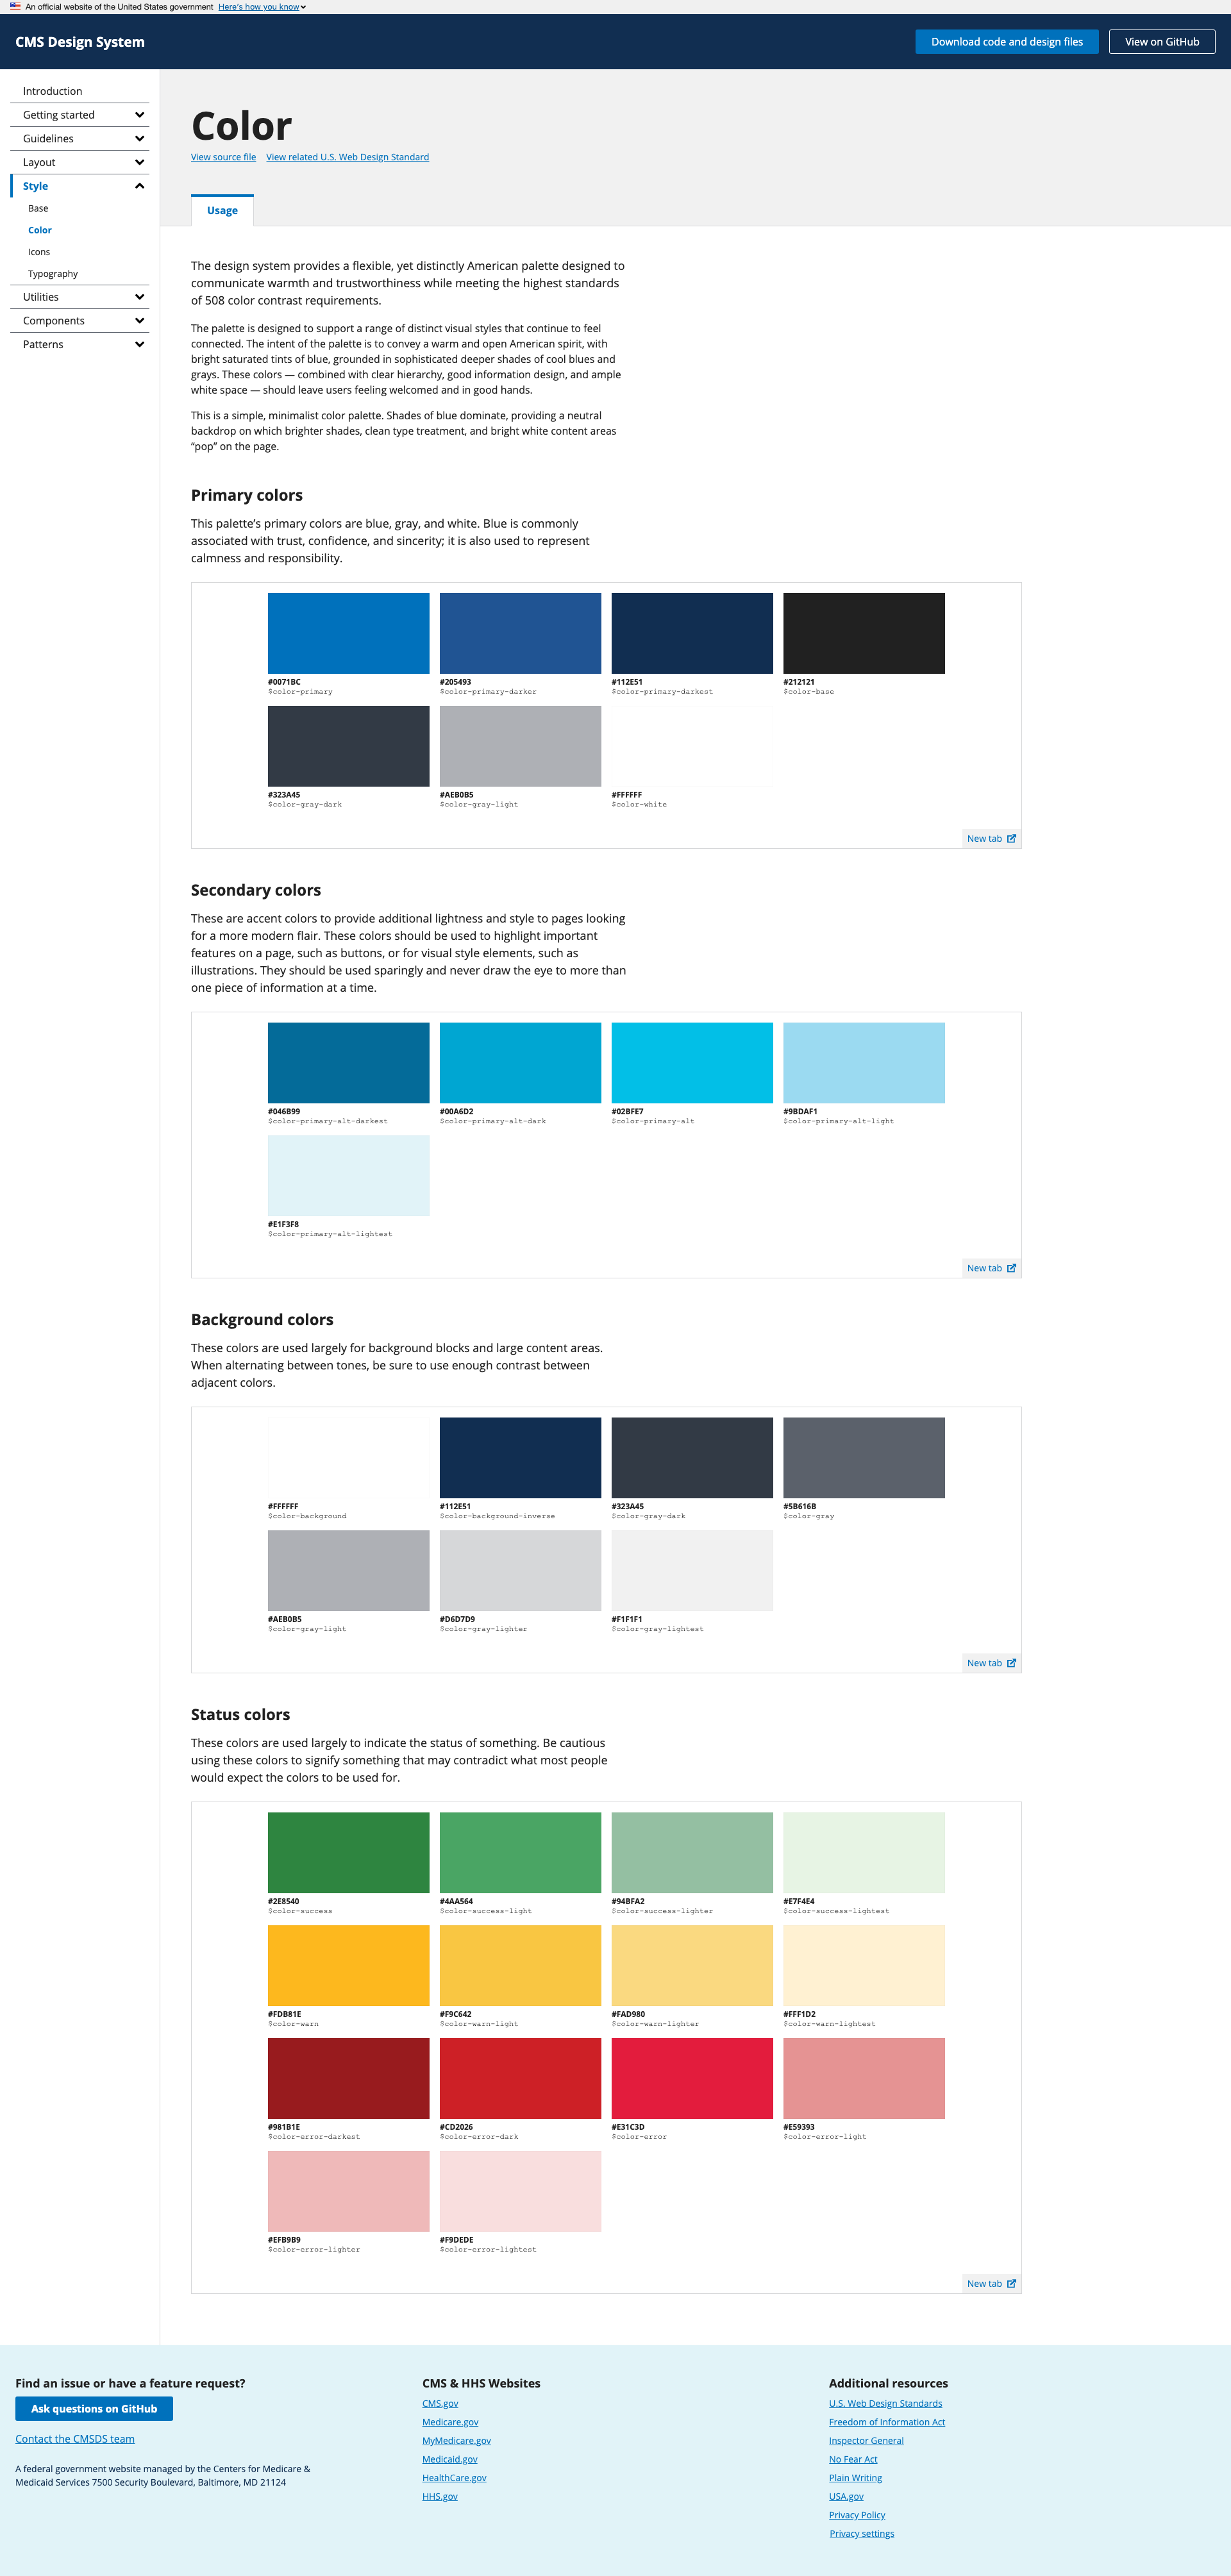 An official website of the United States government Here's how you know
CMS Design System
Download code and design files
View on GitHub
Introduction
Getting started
Guidelines
Layout
Style
Base
Color
Icons
Typography
Utilities
Components
Patterns
Color
View source file View related U.S. Web Design Standard
Usage
The design system provides a flexible, yet distinctly American palette designed to
communicate warmth and trustworthiness while meeting the highest standards
of 508 color contrast requirements.
The palette is designed to support a range of distinct visual styles that continue to feel
connected. The intent of the palette is to convey a warm and open American spirit, with
bright saturated tints of blue, grounded in sophisticated deeper shades of cool blues and
grays. These colors — combined with clear hierarchy, good information design, and ample
white space — should leave users feeling welcomed and in good hands.
This is a simple, minimalist color palette. Shades of blue dominate, providing a neutral
backdrop on which brighter shades, clean type treatment, and bright white content areas
“pop” on the page.
Primary colors
This palette’s primary colors are blue, gray, and white. Blue is commonly
associated with trust, confidence, and sincerity; it is also used to represent
calmness and responsibility.
#0071BC #205493 #112E51 #212121
$color-primary $color-primary-darker $color-primary-darkest $color-base
#323A45 #AEB0B5 #FFFFFF
$color-gray-dark $color-gray-light $color-white
New tab
Secondary colors
These are accent colors to provide additional lightness and style to pages looking
for a more modern flair. These colors should be used to highlight important
features on a page, such as buttons, or for visual style elements, such as
illustrations. They should be used sparingly and never draw the eye to more than
one piece of information at a time.
#046B99 #00A6D2 #02BFE7 #9BDAF1
$color-primary-alt-darkest $color-primary-alt-dark $color-primary-alt $color-primary-alt-light
#E1F3F8
$color-primary-alt-lightest
New tab
Background colors
These colors are used largely for background blocks and large content areas.
When alternating between tones, be sure to use enough contrast between
adjacent colors.
#FFFFFF #112E51 #323A45 #5B616B
$color-background $color-background-inverse $color-gray-dark $color-gray
#AEB0B5 #D6D7D9 #F1F1F1
$color-gray-light $color-gray-lighter $color-gray-lightest
New tab
Status colors
These colors are used largely to indicate the status of something. Be cautious
using these colors to signify something that may contradict what most people
would expect the colors to be used for.
#2E8540 #4AA564 #94BFA2 #E7F4E4
$color-success $color-success-light $color-success-lighter $color-success-lightest
#FDB81E #F9C642 #FAD980 #FFF1D2
$color-warn $color-warn-light $color-warn-lighter $color-warn-lightest
#981B1E #CD2026 #E31C3D #E59393
$color-error-darkest $color-error-dark $color-error $color-error-light
#EFB9B9 #F9DEDE
$color-error-lighter $color-error-lightest
New tab
Find an issue or have a feature request?
Ask questions on GitHub
Contact the CMSDS team
A federal government website managed by the Centers for Medicare &
Medicaid Services 7500 Security Boulevard, Baltimore, MD 21124
CMS & HHS Websites
CMS.gov
Medicare.gov
MyMedicare.gov
Medicaid.gov
HealthCare.gov
HHS.gov
Additional resources
U.S. Web Design Standards
Freedom of Information Act
Inspector General
No Fear Act
Plain Writing
USA.gov
Privacy Policy
Privacy settings